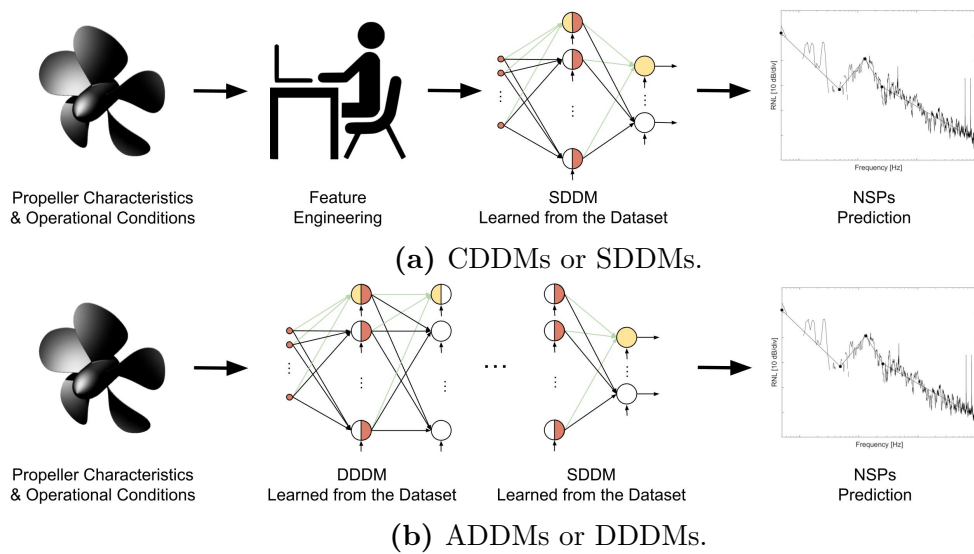 RNL [10 dB/div]
Frequency [Hz]
Propeller Characteristics
& Operational Conditions
Feature
Engineering
SDDM
Learned from the Dataset
NSPs
Prediction
(a) CDDMs or SDDMs.
RNL [10 dB/div]
Frequency [Hz]
Propeller Characteristics
& Operational Conditions
DDDM
Learned from the Dataset
SDDM
Learned from the Dataset
NSPs
Prediction
(b) ADDMs or DDDMs.